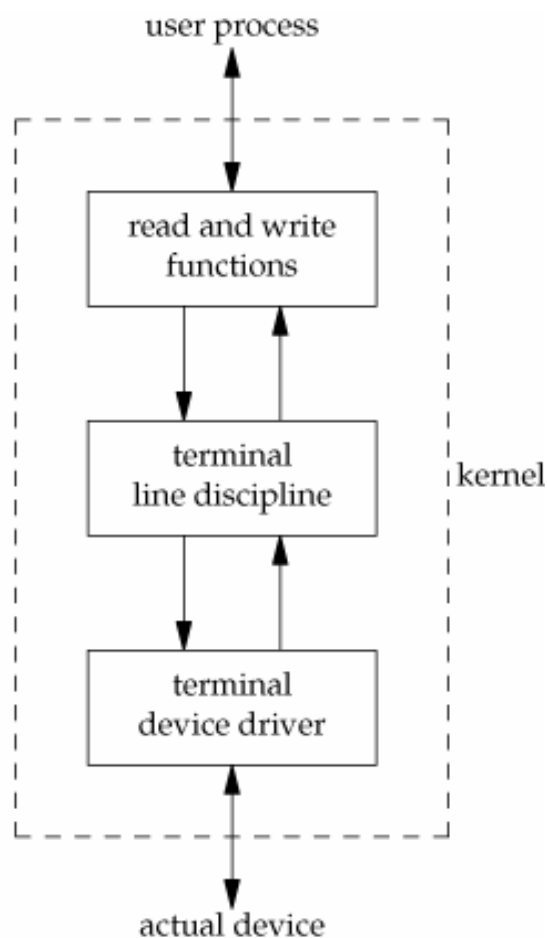 user process
read and write
functions
terminal
line discipline
kernel
terminal
device driver
actual device